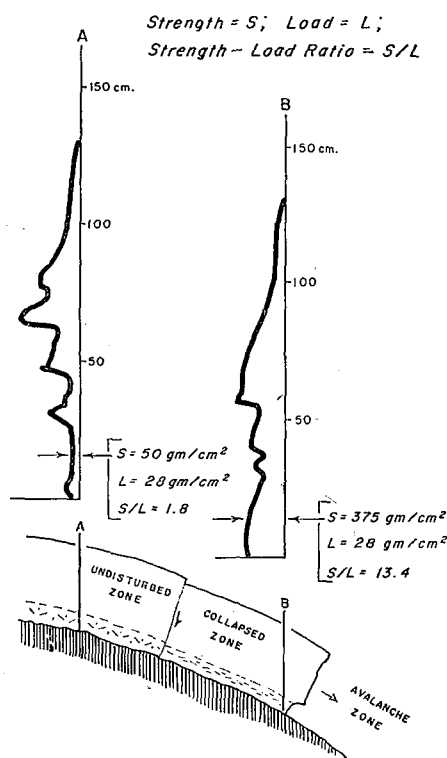 Strength = S; Load = L;
Strength - Load Ratio = S/L
A
150 cm.
100
50
S = 50 gm/cm²
L = 28 gm/cm²
S/L = 1.8
B
150 cm.
100
50
S = 375 gm/cm²
L = 28 gm/cm²
S/L = 13.4
A
UNDISTURBED
ZONE
COLLAPSED
ZONE
B
AVALANCHE
ZONE